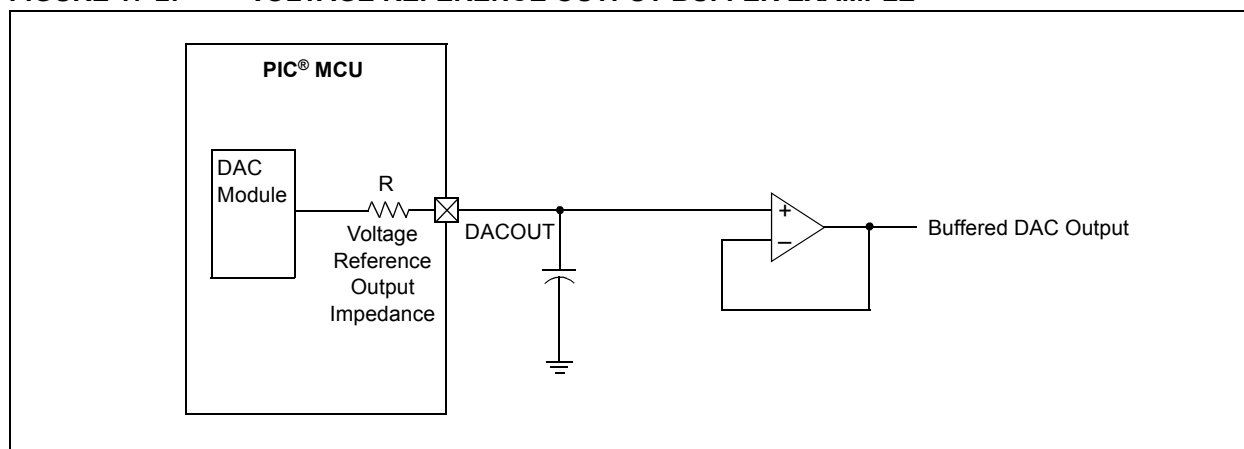 PIC® MCU
DAC
Module
R
Voltage
Reference
Output
Impedance
DACOUT
+
–
Buffered DAC Output